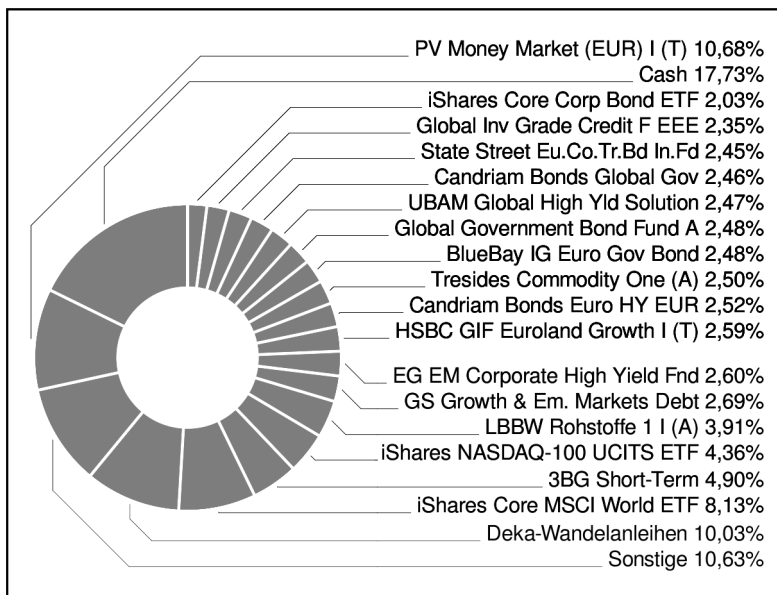 PV Money Market (EUR) I (T) 10,68%
Cash 17,73%
iShares Core Corp Bond ETF 2,03%
Global Inv Grade Credit F EEE 2,35%
State Street Eu.Co.Tr.Bd In.Fd 2,45%
Candriam Bonds Global Gov 2,46%
UBAM Global High Yld Solution 2,47%
Global Government Bond Fund A 2,48%
BlueBay IG Euro Gov Bond 2,48%
Tresides Commodity One (A) 2,50%
Candriam Bonds Euro HY EUR 2,52%
HSBC GIF Euroland Growth I (T) 2,59%
EG EM Corporate High Yield Fnd 2,60%
GS Growth & Em. Markets Debt 2,69%
LBBW Rohstoffe 1 I (A) 3,91%
iShares NASDAQ-100 UCITS ETF 4,36%
3BG Short-Term 4,90%
iShares Core MSCI World ETF 8,13%
Deka-Wandelanleihen 10,03%
Sonstige 10,63%